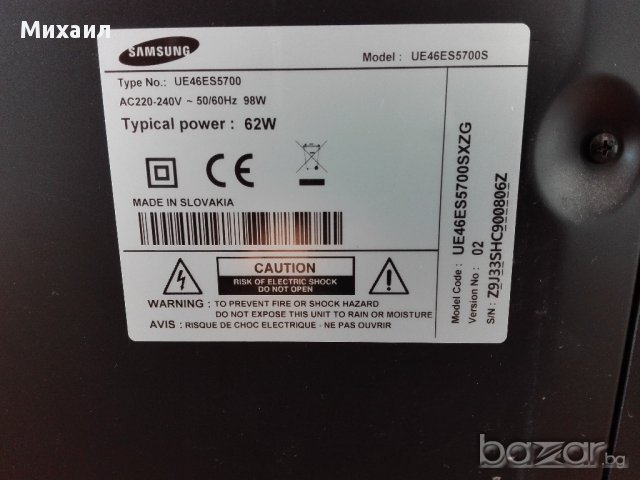 Михаил
SAMSUNG
Model : UE46ES5700S
Type No.: UE46ES5700
AC220-240V ~ 50/60Hz 98W
Typical power : 62W
CE
MADE IN SLOVAKIA
CAUTION
RISK OF ELECTRIC SHOCK
DO NOT OPEN
WARNING : TO PREVENT FIRE OR SHOCK HAZARD
DO NOT EXPOSE THIS UNIT TO RAIN OR MOISTURE
AVIS : RISQUE DE CHOC ELECTRIQUE - NE PAS OUVRIR
Model Code : UE46ES5700SXZG
Version No : 02
S/N : Z9J33SHC900806Z
bazar.bg